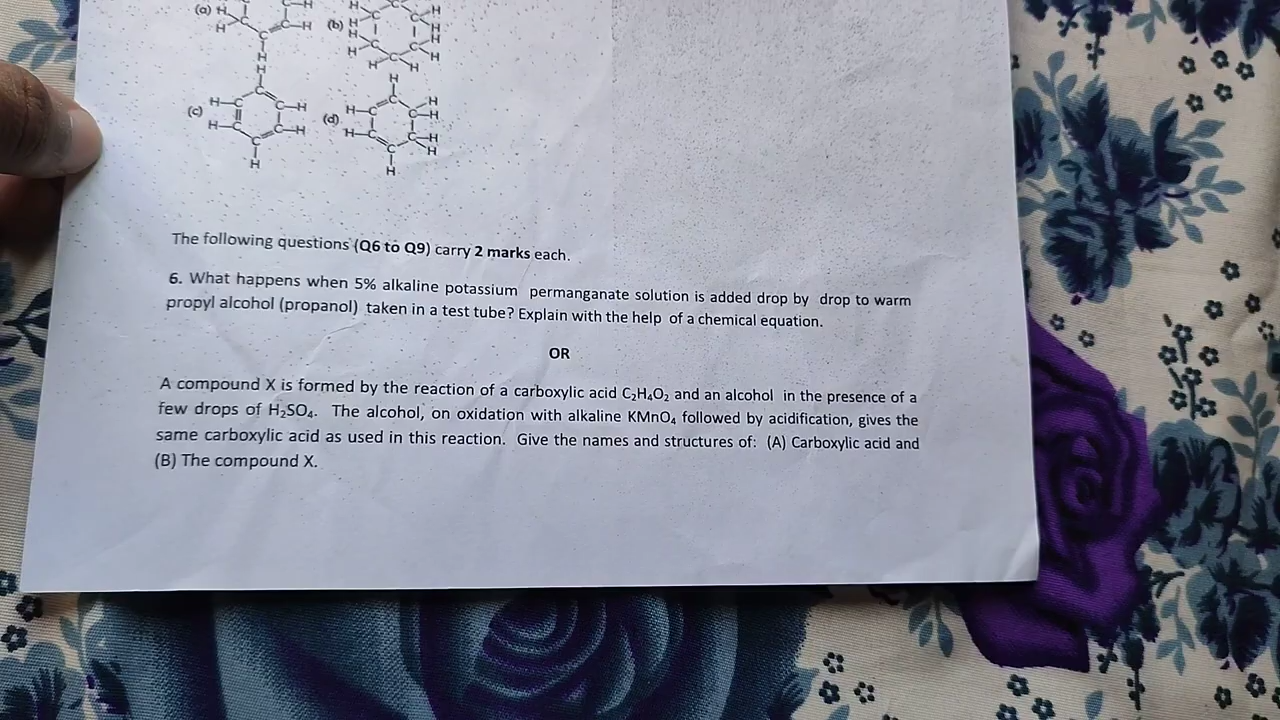 (a)
(b)
(c)
(d)
The following questions (Q6 to Q9) carry 2 marks each.
6. What happens when 5% alkaline potassium permanganate solution is added drop by drop to warm
propyl alcohol (propanol) taken in a test tube? Explain with the help of a chemical equation.
OR
A compound X is formed by the reaction of a carboxylic acid C₂H₄O₂ and an alcohol in the presence of a
few drops of H₂SO₄. The alcohol, on oxidation with alkaline KMnO₄ followed by acidification, gives the
same carboxylic acid as used in this reaction. Give the names and structures of: (A) Carboxylic acid and
(B) The compound X.